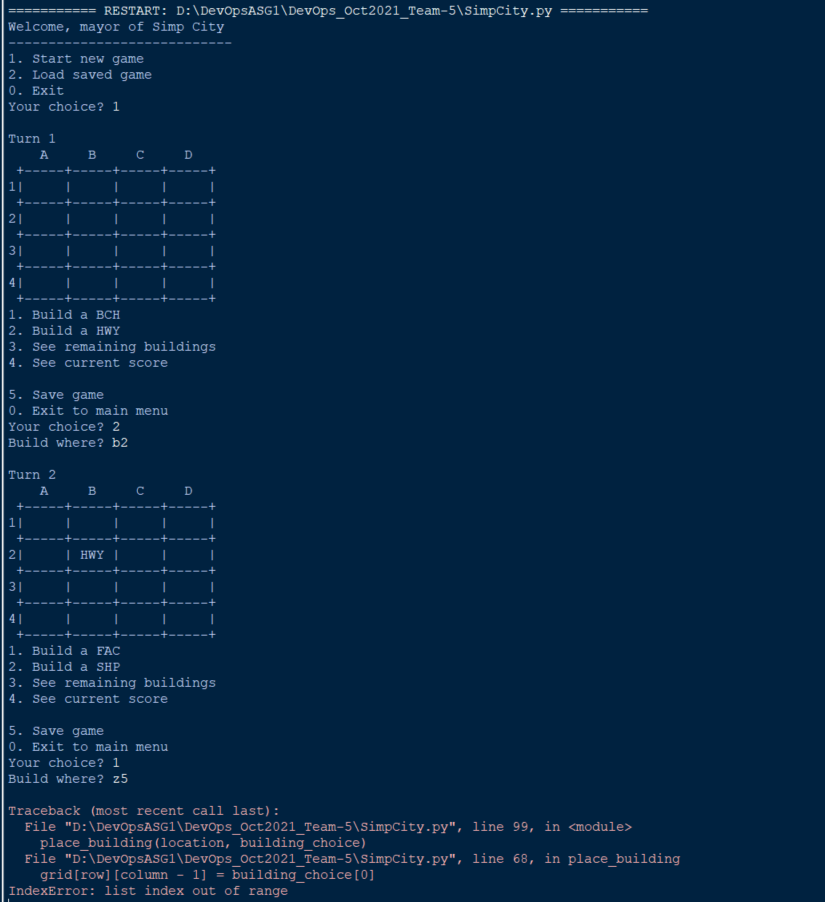 =========== RESTART: D:\DevOpsASG1\DevOps_Oct2021_Team-5\SimpCity.py ===========
Welcome, mayor of Simp City
----------------------------
1. Start new game
2. Load saved game
0. Exit
Your choice? 1

Turn 1
    A     B     C     D
 +-----+-----+-----+-----+
1|     |     |     |     |
 +-----+-----+-----+-----+
2|     |     |     |     |
 +-----+-----+-----+-----+
3|     |     |     |     |
 +-----+-----+-----+-----+
4|     |     |     |     |
 +-----+-----+-----+-----+
1. Build a BCH
2. Build a HWY
3. See remaining buildings
4. See current score

5. Save game
0. Exit to main menu
Your choice? 2
Build where? b2

Turn 2
    A     B     C     D
 +-----+-----+-----+-----+
1|     |     |     |     |
 +-----+-----+-----+-----+
2|     | HWY |     |     |
 +-----+-----+-----+-----+
3|     |     |     |     |
 +-----+-----+-----+-----+
4|     |     |     |     |
 +-----+-----+-----+-----+
1. Build a FAC
2. Build a SHP
3. See remaining buildings
4. See current score

5. Save game
0. Exit to main menu
Your choice? 1
Build where? z5

Traceback (most recent call last):
  File "D:\DevOpsASG1\DevOps_Oct2021_Team-5\SimpCity.py", line 99, in <module>
    place_building(location, building_choice)
  File "D:\DevOpsASG1\DevOps_Oct2021_Team-5\SimpCity.py", line 68, in place_building
    grid[row][column - 1] = building_choice[0]
IndexError: list index out of range